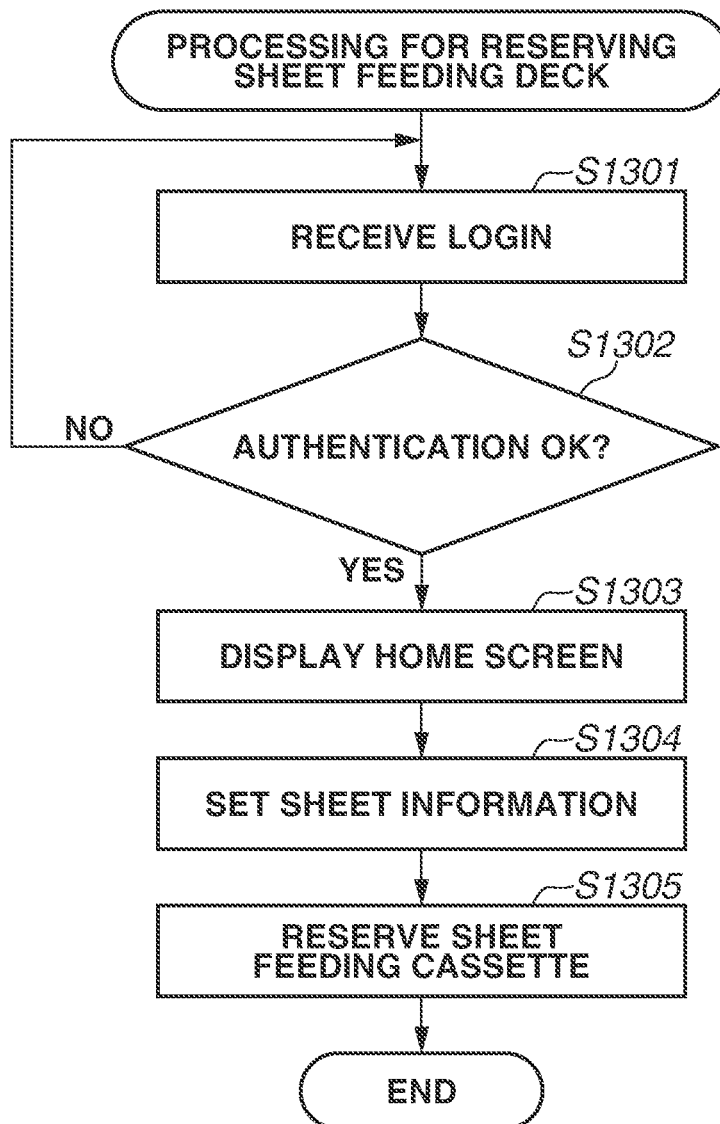 PROCESSING FOR RESERVING
SHEET FEEDING DECK
S1301
RECEIVE LOGIN
S1302
NO
AUTHENTICATION OK?
YES
S1303
DISPLAY HOME SCREEN
S1304
SET SHEET INFORMATION
S1305
RESERVE SHEET
FEEDING CASSETTE
END